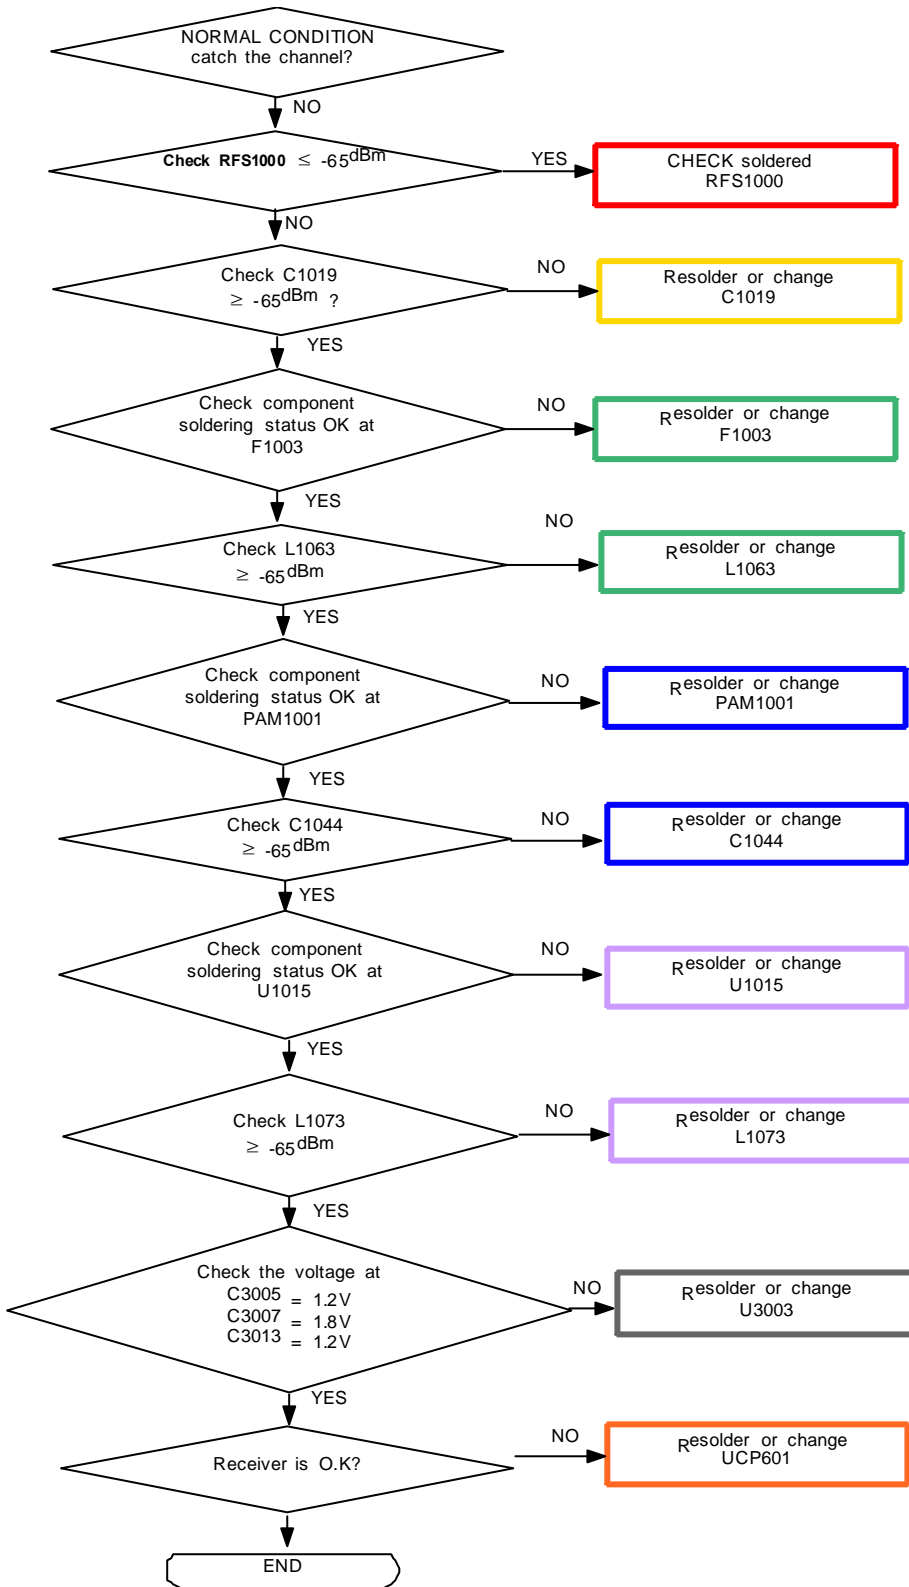 NORMAL CONDITION
catch the channel?
NO
Check RFS1000 ≤ -65dBm
YES
CHECK soldered
RFS1000
NO
Check C1019
≥ -65dBm ?
NO
Resolder or change
C1019
YES
Check component
soldering status OK at
F1003
NO
Resolder or change
F1003
YES
Check L1063
≥ -65dBm
NO
Resolder or change
L1063
YES
Check component
soldering status OK at
PAM1001
NO
Resolder or change
PAM1001
YES
Check C1044
≥ -65dBm
NO
Resolder or change
C1044
YES
Check component
soldering status OK at
U1015
NO
Resolder or change
U1015
YES
Check L1073
≥ -65dBm
NO
Resolder or change
L1073
YES
Check the voltage at
C3005 = 1.2V
C3007 = 1.8V
C3013 = 1.2V
NO
Resolder or change
U3003
YES
Receiver is O.K?
NO
Resolder or change
UCP601
END